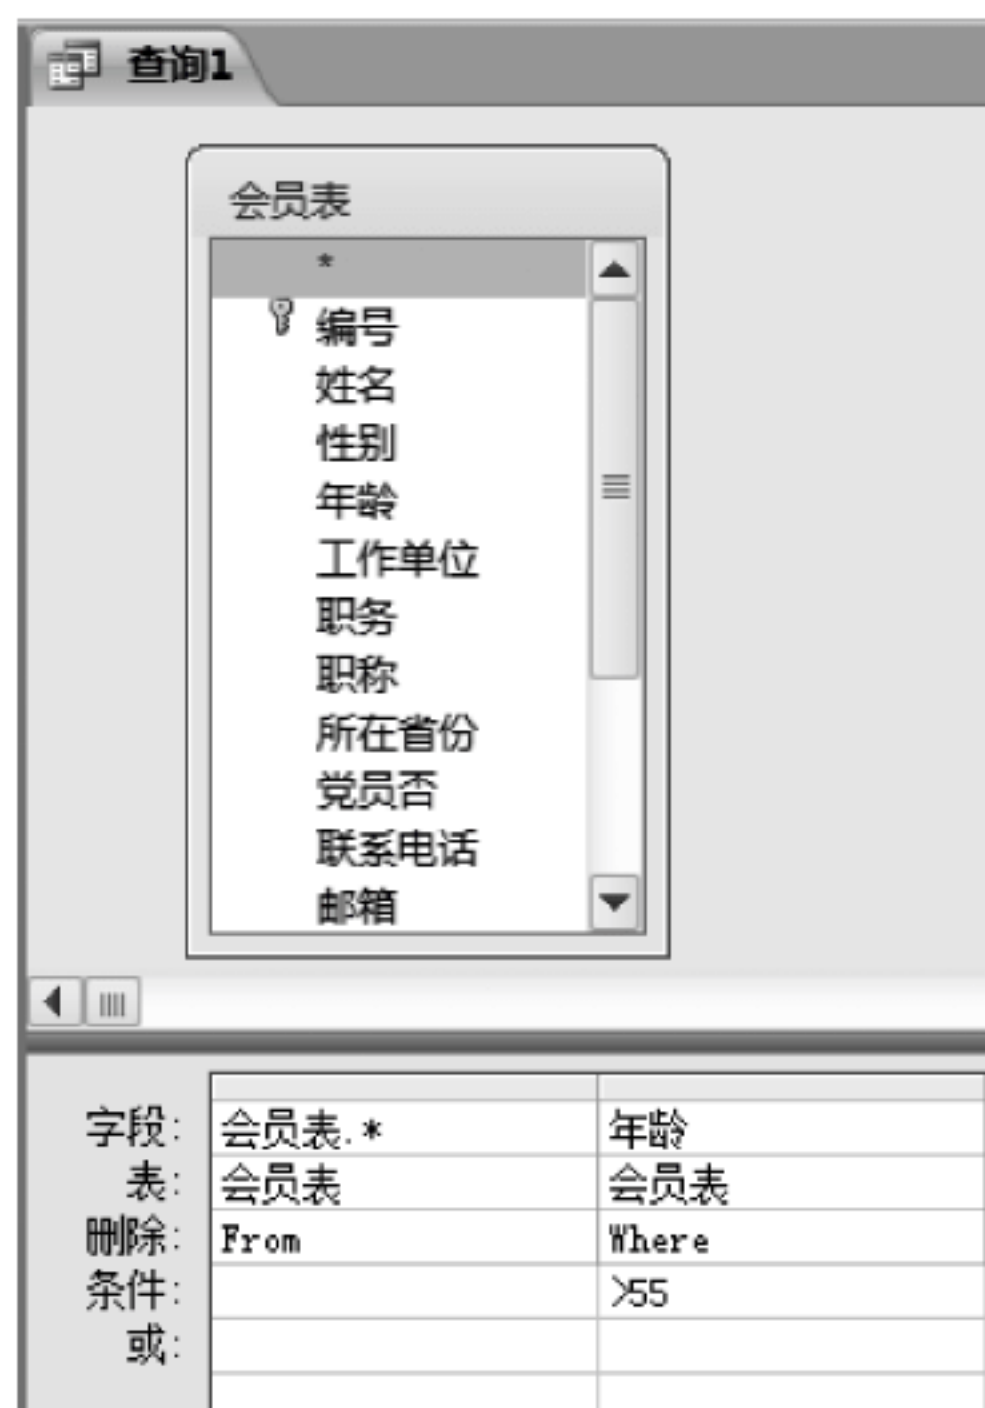 查询1
会员表
*
编号
姓名
性别
年龄
工作单位
职务
职称
所在省份
党员否
联系电话
邮箱
字段: 会员表.* 年龄
表: 会员表 会员表
删除: From Where
条件: >55
或: